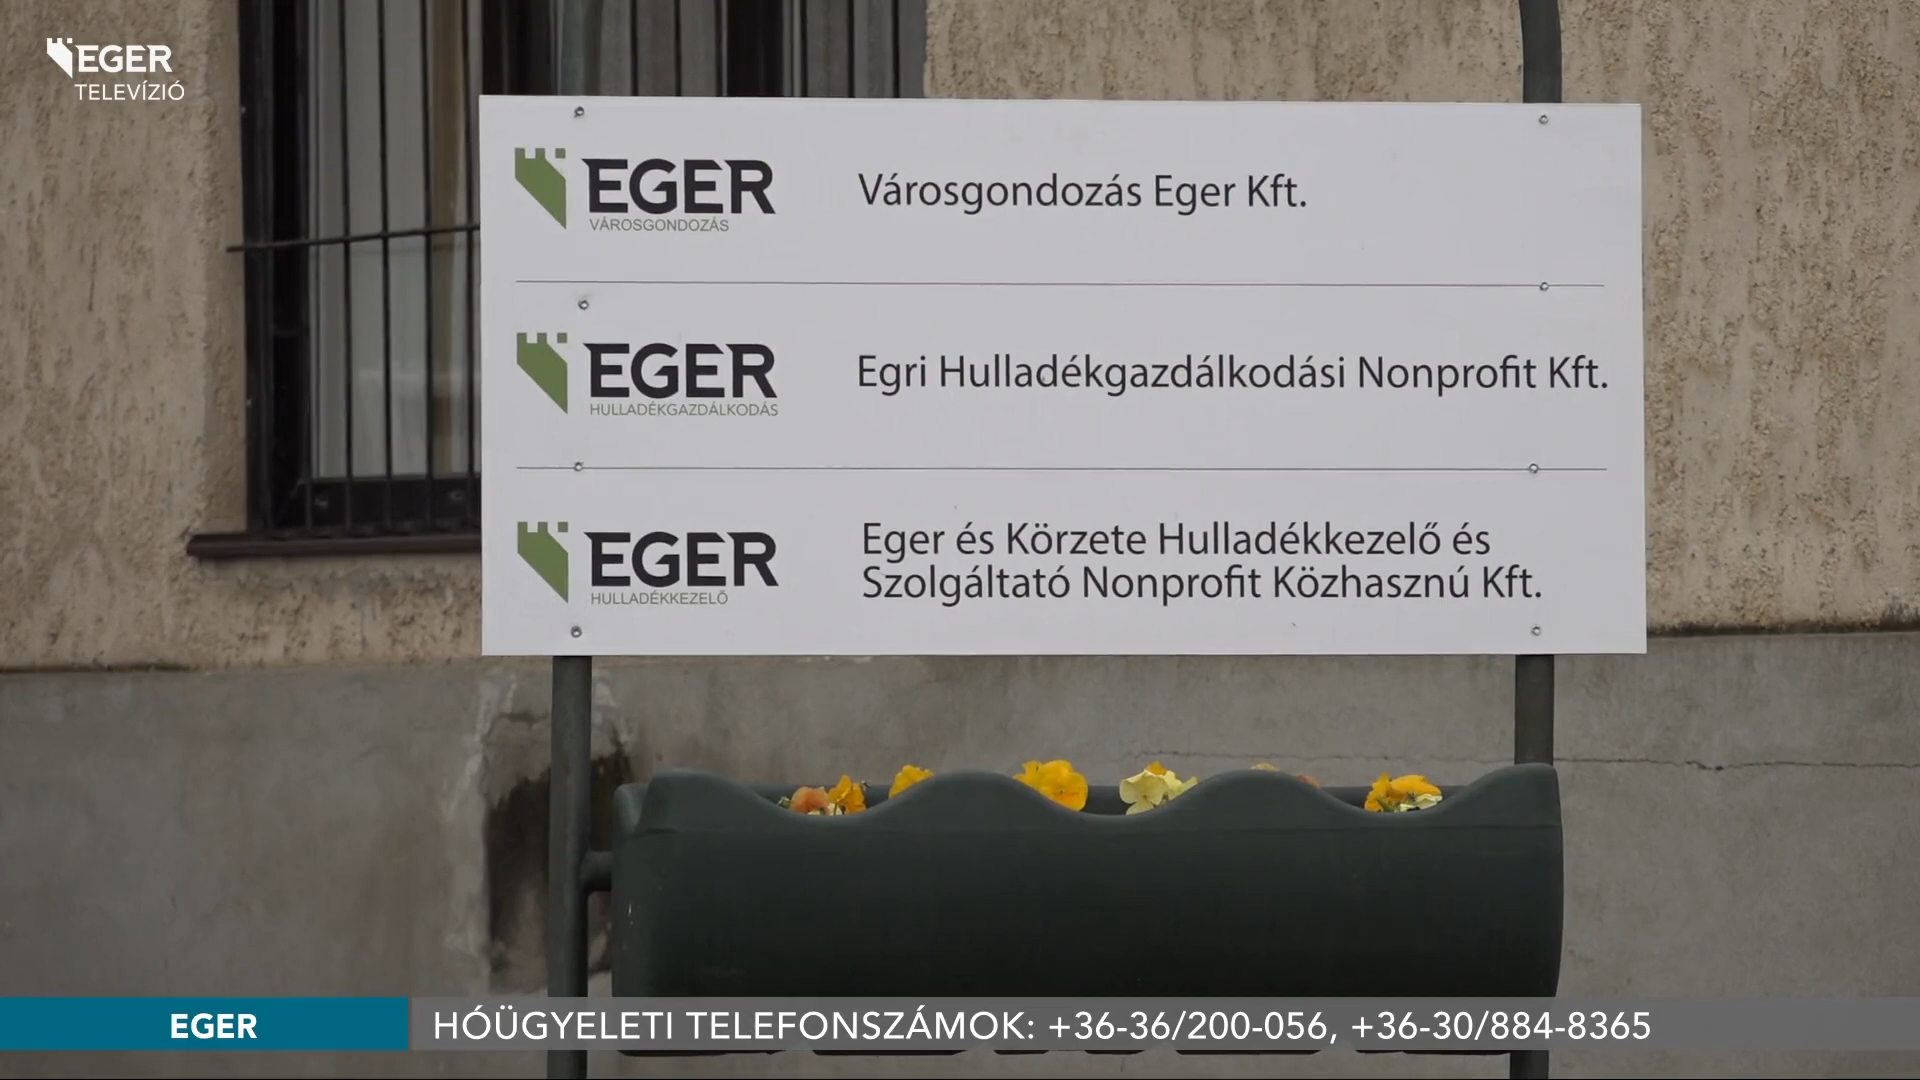 EGER
TELEVÍZIÓ
EGER
VÁROSGONDOZÁS
Városgondozás Eger Kft.
EGER
HULLADÉKGAZDÁLKODÁS
Egri Hulladékgazdálkodási Nonprofit Kft.
EGER
HULLADÉKKEZELŐ
Eger és Körzete Hulladékkezelő és
Szolgáltató Nonprofit Közhasznú Kft.
EGER
HÓÜGYELETI TELEFONSZÁMOK: +36-36/200-056, +36-30/884-8365